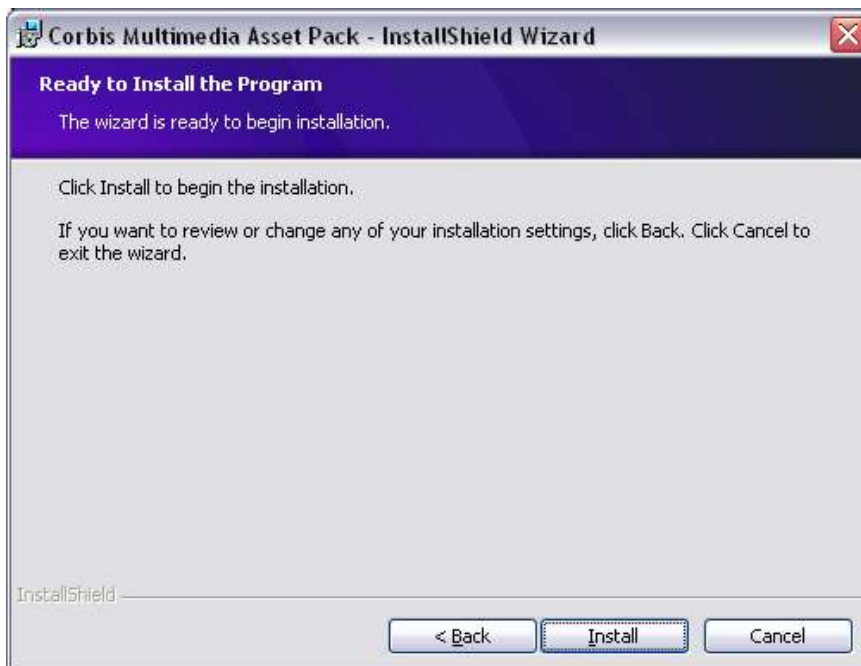 Corbis Multimedia Asset Pack - InstallShield Wizard
Ready to Install the Program
The wizard is ready to begin installation.
Click Install to begin the installation.
If you want to review or change any of your installation settings, click Back. Click Cancel to
exit the wizard.
InstallShield
< Back Install Cancel